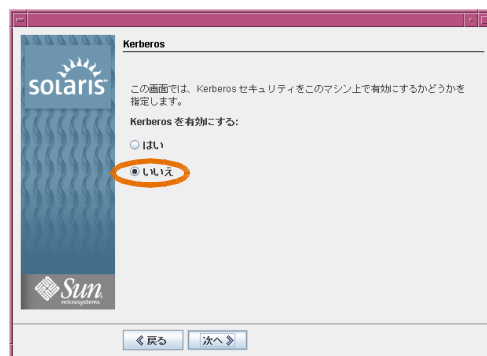 Kerberos
solaris
この画面では、Kerberos セキュリティをこのマシン上で有効にするかどうかを
指定します。
Kerberos を有効にする:
はい
いいえ
Sun
microsystems
戻る
次へ